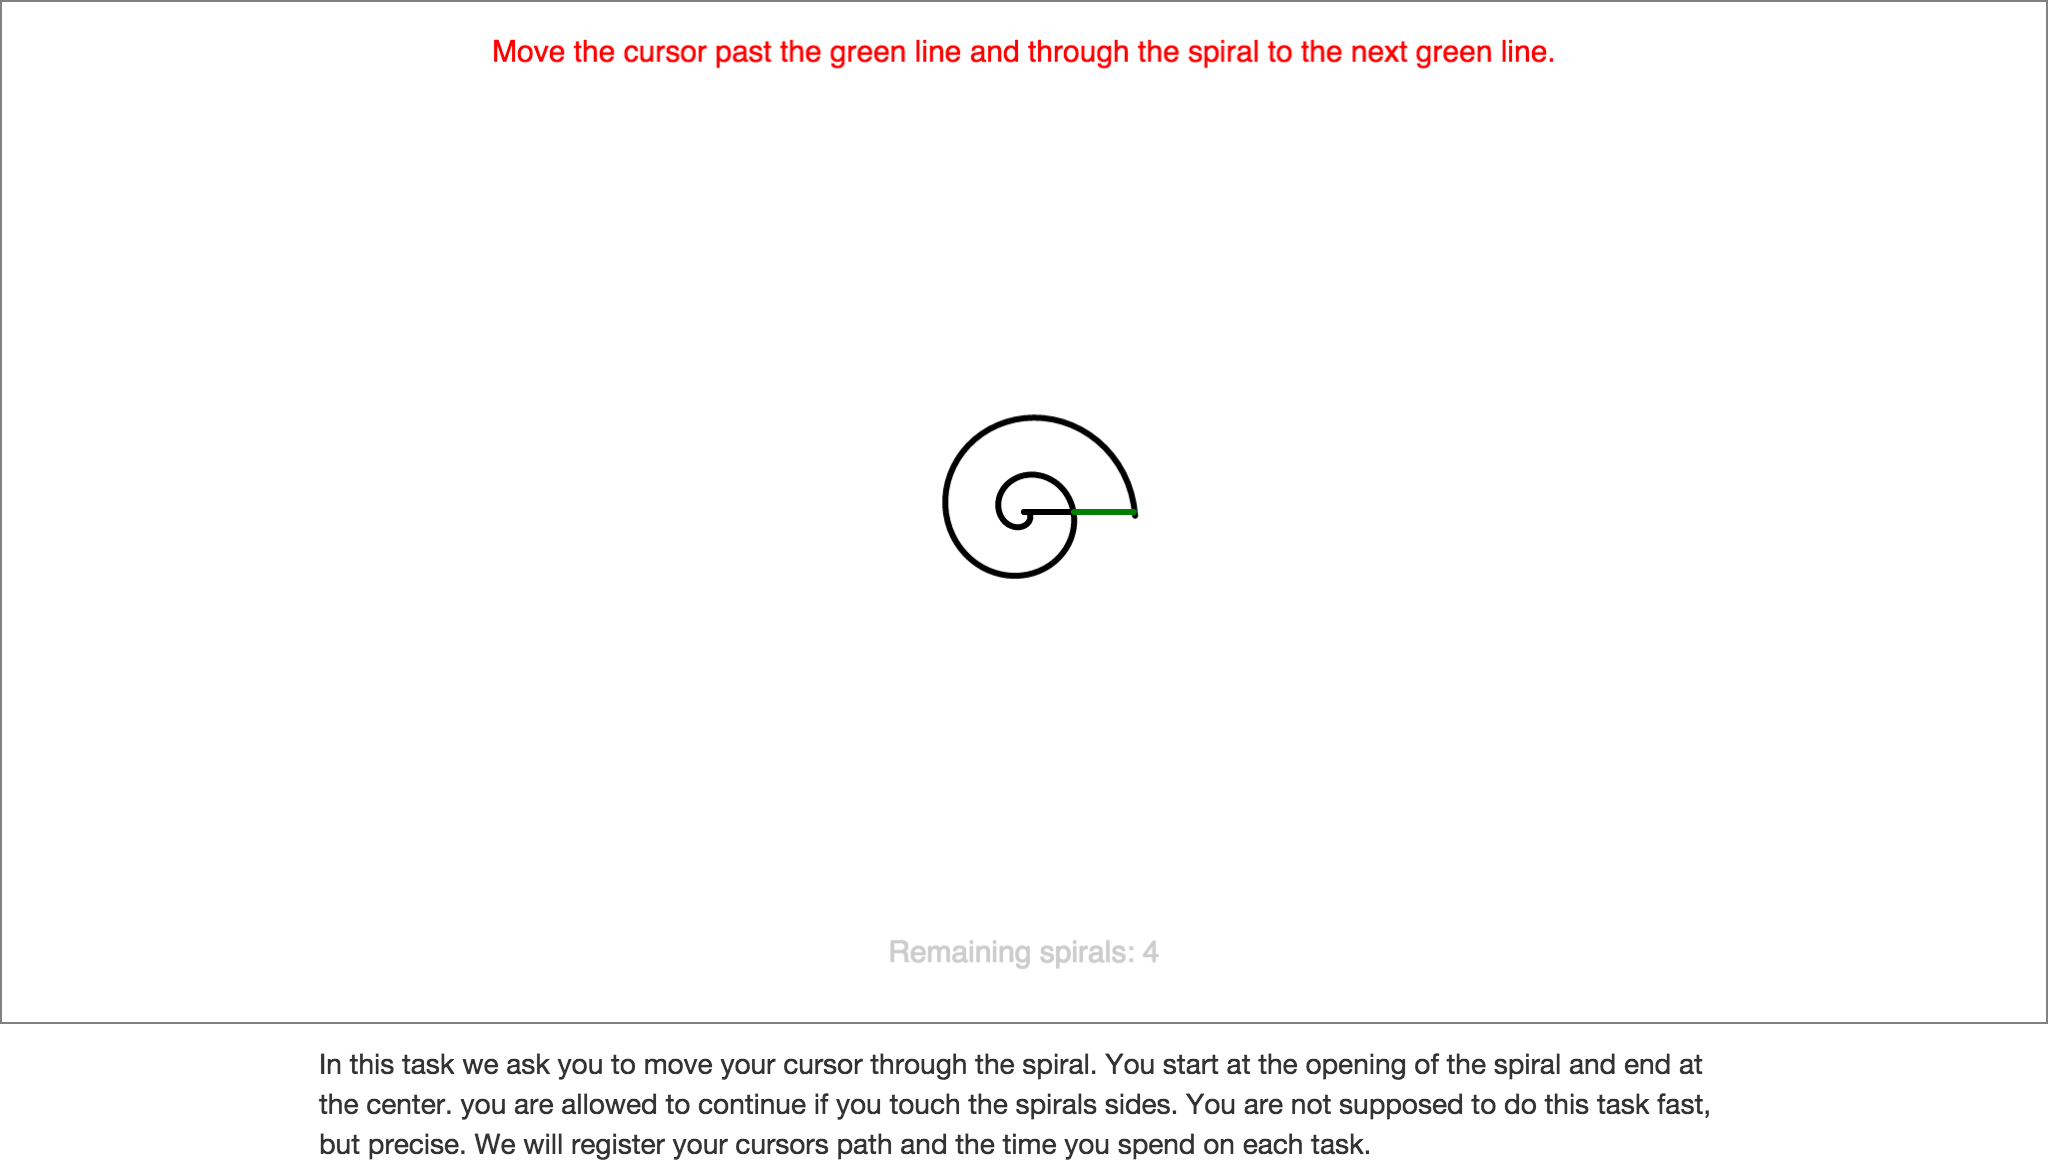 Move the cursor past the green line and through the spiral to the next green line.
Remaining spirals: 4
In this task we ask you to move your cursor through the spiral. You start at the opening of the spiral and end at
the center. you are allowed to continue if you touch the spirals sides. You are not supposed to do this task fast,
but precise. We will register your cursors path and the time you spend on each task.